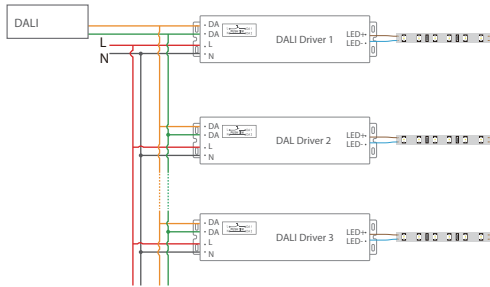 DALI
L
N
DA
DA
L
N
DALI Driver 1
LED+
LED-
DA
DA
L
N
DAL Driver 2
LED+
LED-
DA
DA
L
N
DALI Driver 3
LED+
LED-